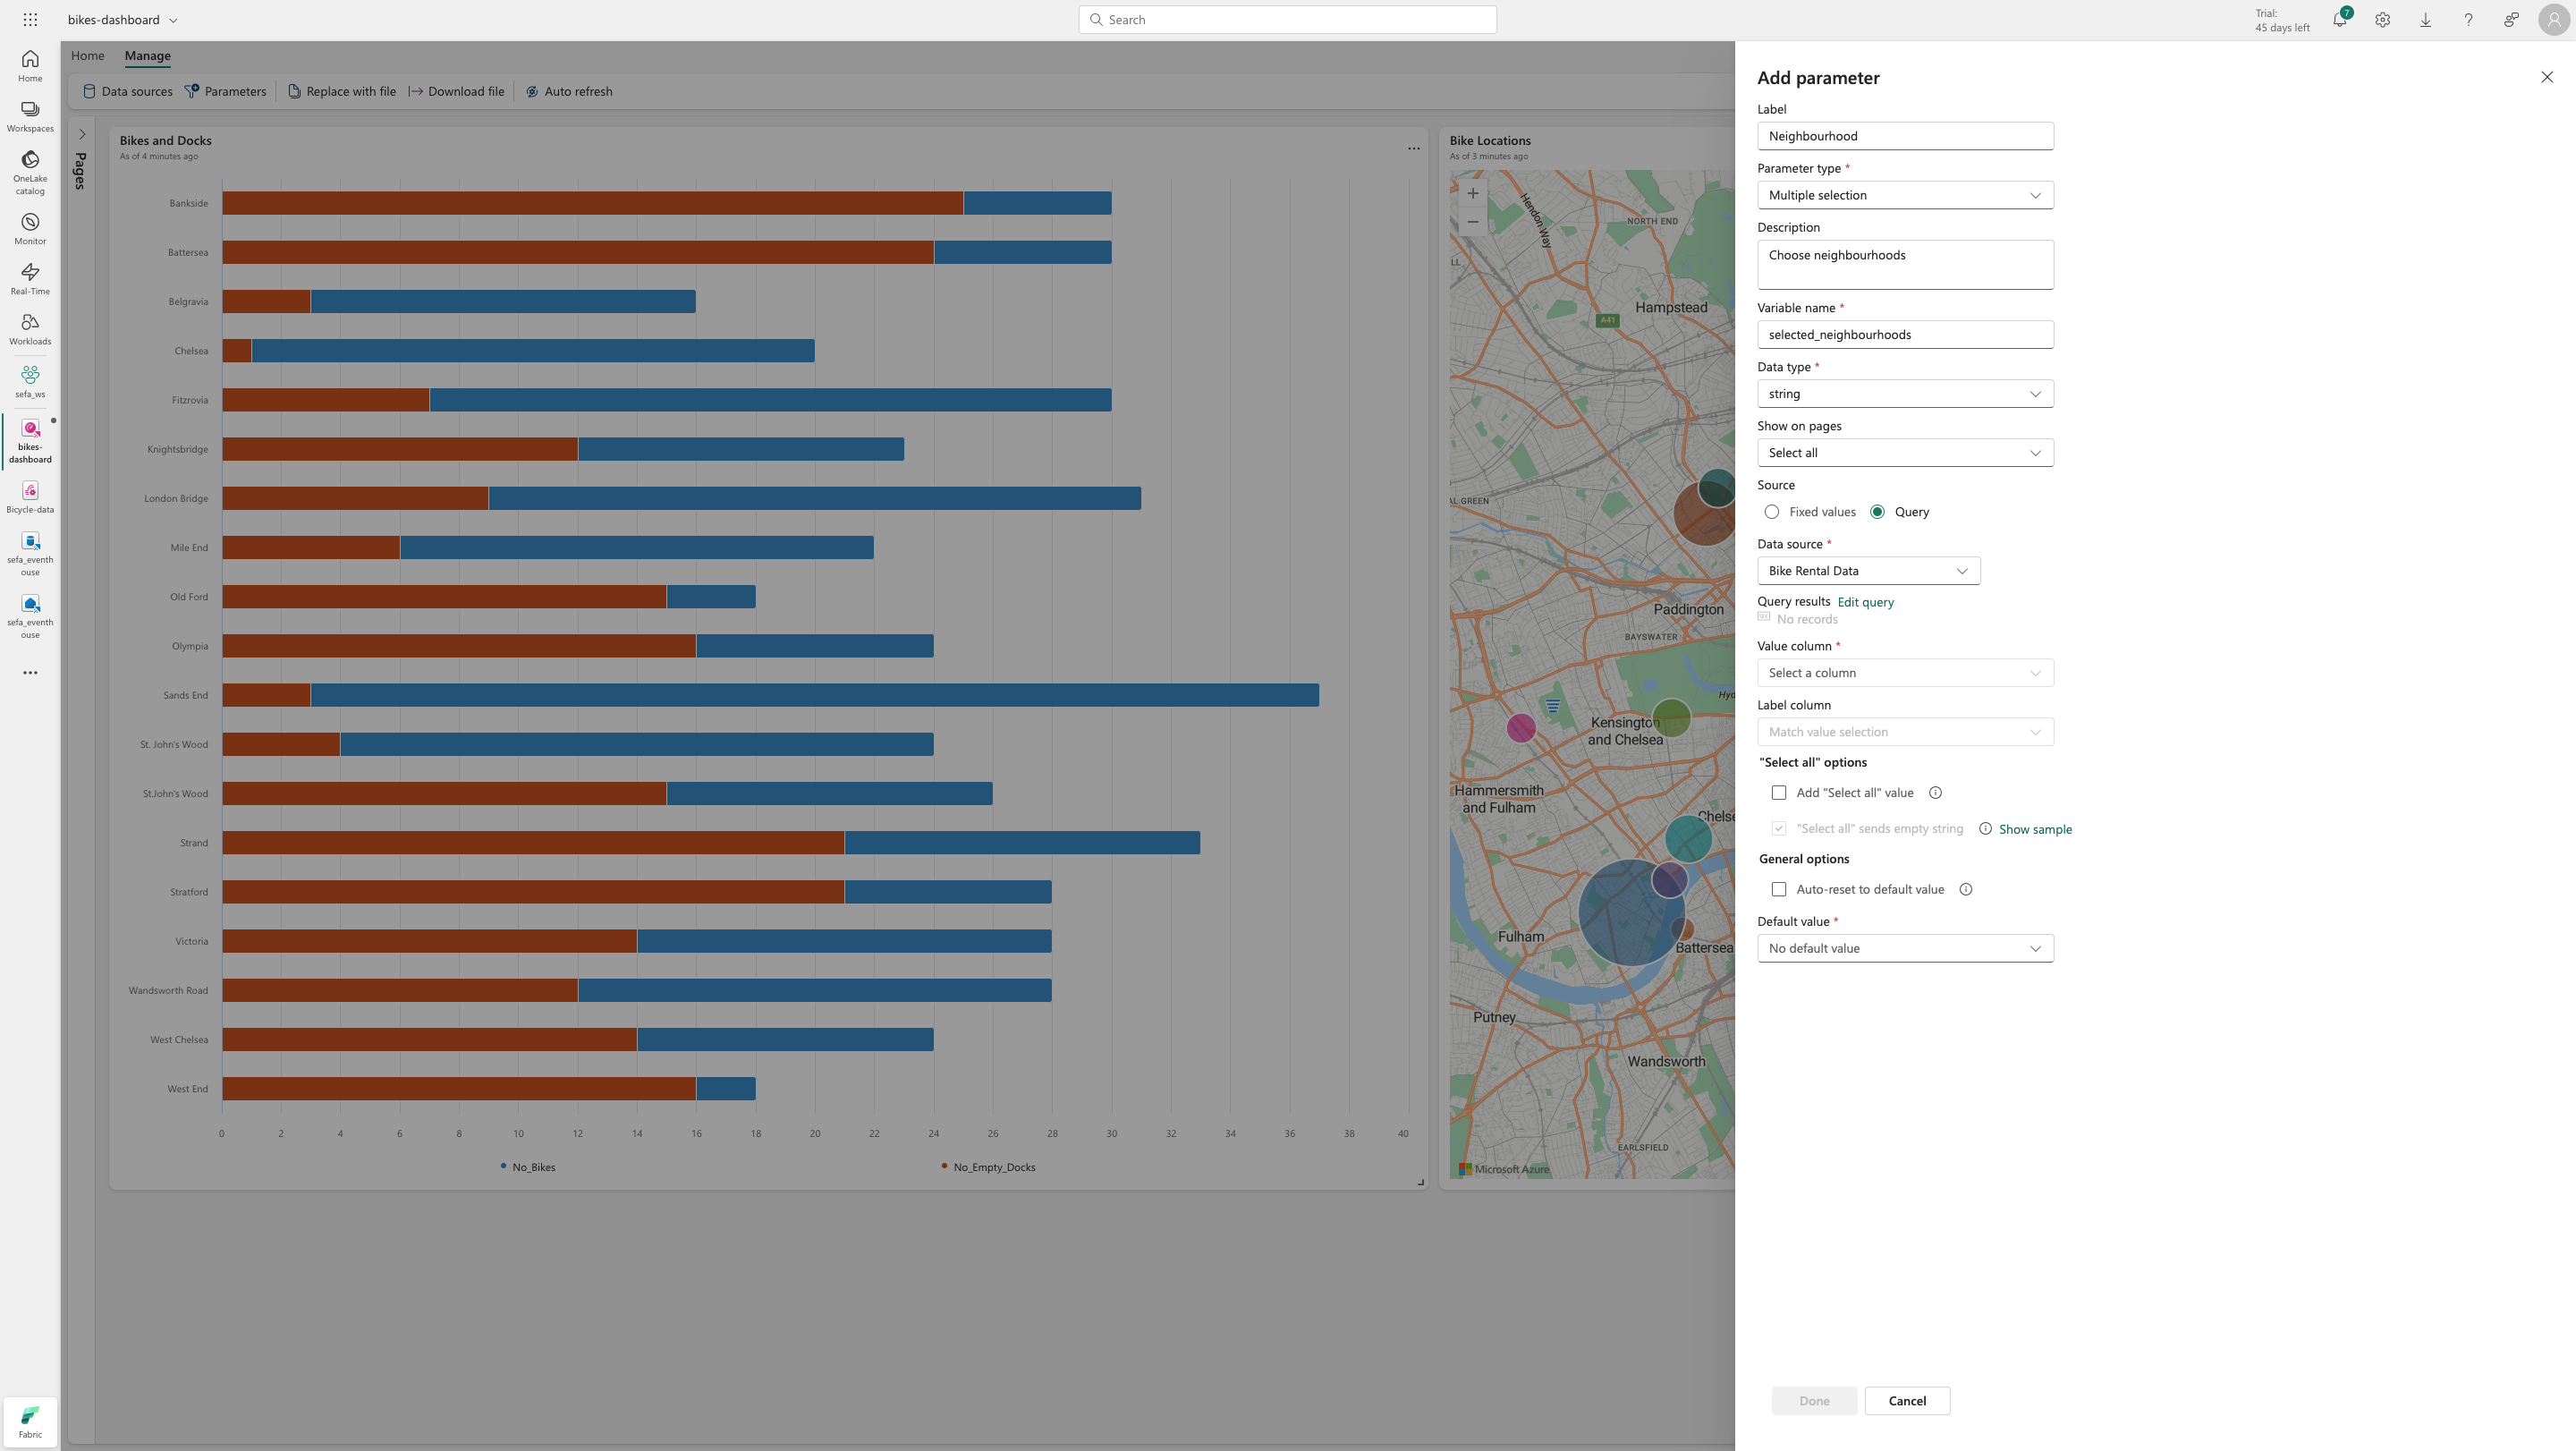 bikes-dashboard
Search
Trial:
45 days left
7
Home
Workspaces
OneLake
catalog
Monitor
Real-Time
Workloads
sefa_ws
bikes-
dashboard
Bicycle-data
sefa_eventh
ouse
sefa_eventh
ouse
Fabric
Home Manage
Data sources Parameters Replace with file Download file Auto refresh
Pages
Bikes and Docks
As of 4 minutes ago
Bankside
Battersea
Belgravia
Chelsea
Fitzrovia
Knightsbridge
London Bridge
Mile End
Old Ford
Olympia
Sands End
St. John's Wood
St.John's Wood
Strand
Stratford
Victoria
Wandsworth Road
West Chelsea
West End
0 2 4 6 8 10 12 14 16 18 20 22 24 26 28 30 32 34 36 38 40
No_Bikes No_Empty_Docks
Bike Locations
As of 3 minutes ago
Hendon Way
NORTH END
LL
Hampstead
A41
AL GREEN
Paddington
BAYSWATER
Hyd
Kensington
and Chelsea
Hammersmith
and Fulham
Chelse
Fulham
Battersea
Putney
Wandsworth
EARLSFIELD
Microsoft Azure
Add parameter
Label
Neighbourhood
Parameter type *
Multiple selection
Description
Choose neighbourhoods
Variable name *
selected_neighbourhoods
Data type *
string
Show on pages
Select all
Source
Fixed values Query
Data source *
Bike Rental Data
Query results Edit query
No records
Value column *
Select a column
Label column
Match value selection
"Select all" options
Add "Select all" value
"Select all" sends empty string Show sample
General options
Auto-reset to default value
Default value *
No default value
Done Cancel